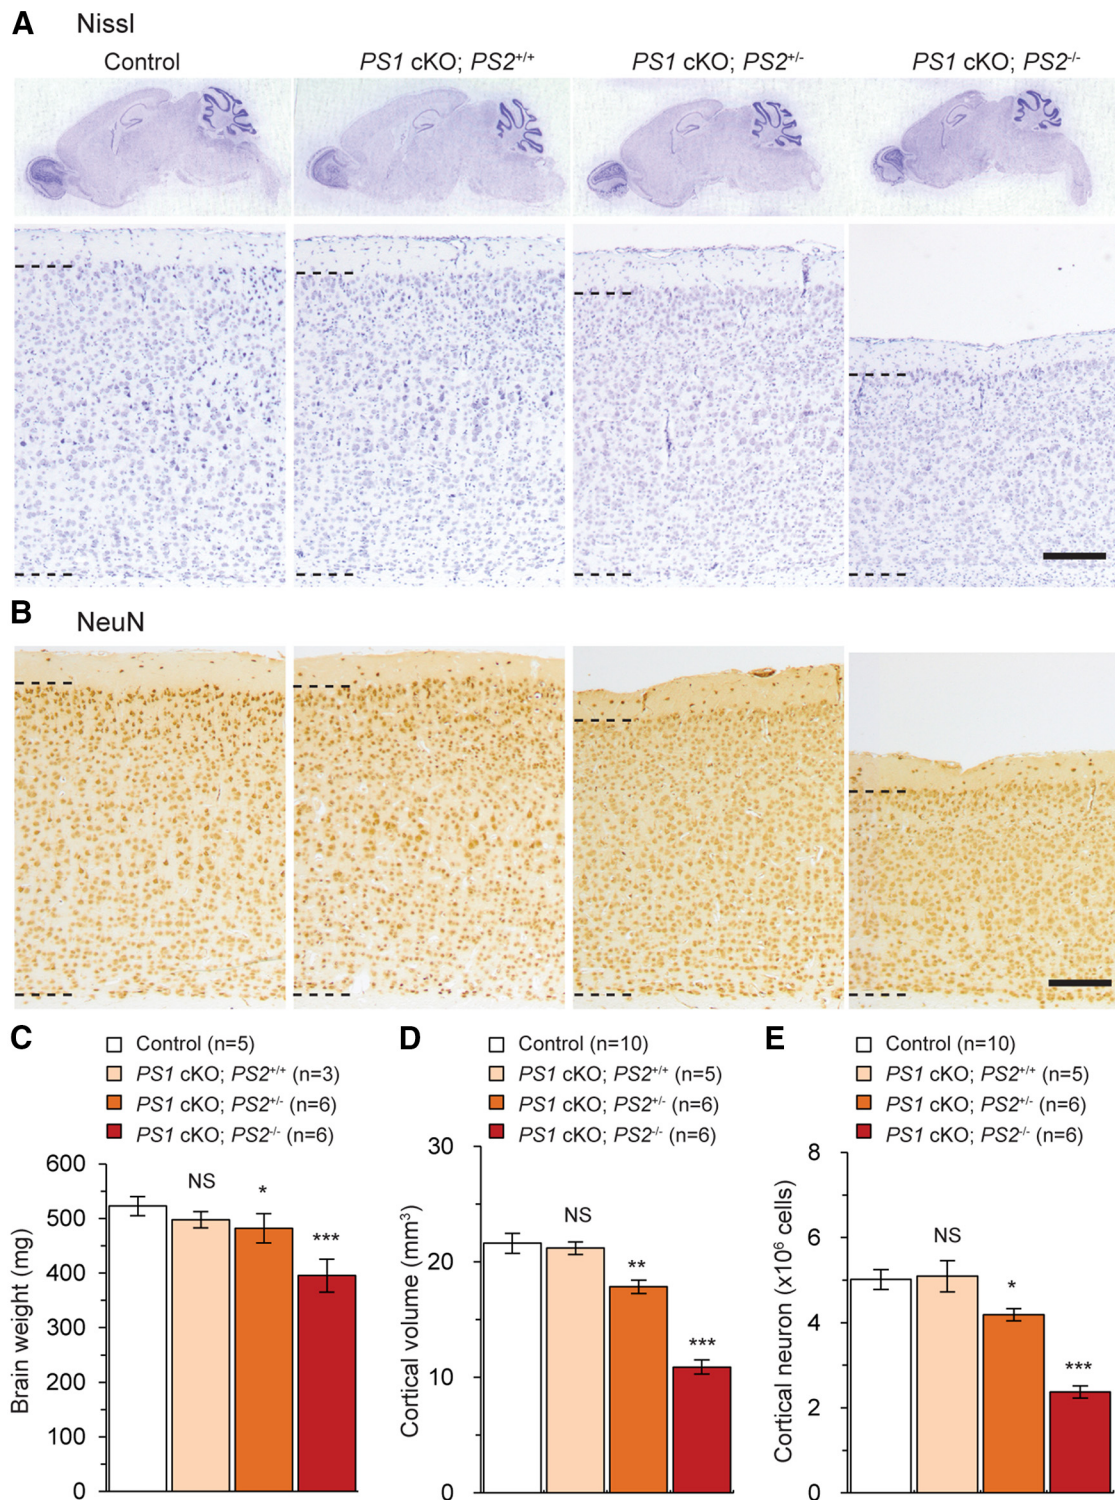 A Nissl
Control PS1 cKO; PS2+/+ PS1 cKO; PS2+/- PS1 cKO; PS2-/-
B NeuN
C
Control (n=5)
PS1 cKO; PS2+/+ (n=3)
PS1 cKO; PS2+/- (n=6)
PS1 cKO; PS2-/- (n=6)
Brain weight (mg)
600
500
400
300
200
100
0
NS
*
***
D
Control (n=10)
PS1 cKO; PS2+/+ (n=5)
PS1 cKO; PS2+/- (n=6)
PS1 cKO; PS2-/- (n=6)
Cortical volume (mm3)
30
20
10
0
NS
**
***
E
Control (n=10)
PS1 cKO; PS2+/+ (n=5)
PS1 cKO; PS2+/- (n=6)
PS1 cKO; PS2-/- (n=6)
Cortical neuron (x10⁶ cells)
8
6
4
2
0
NS
*
***